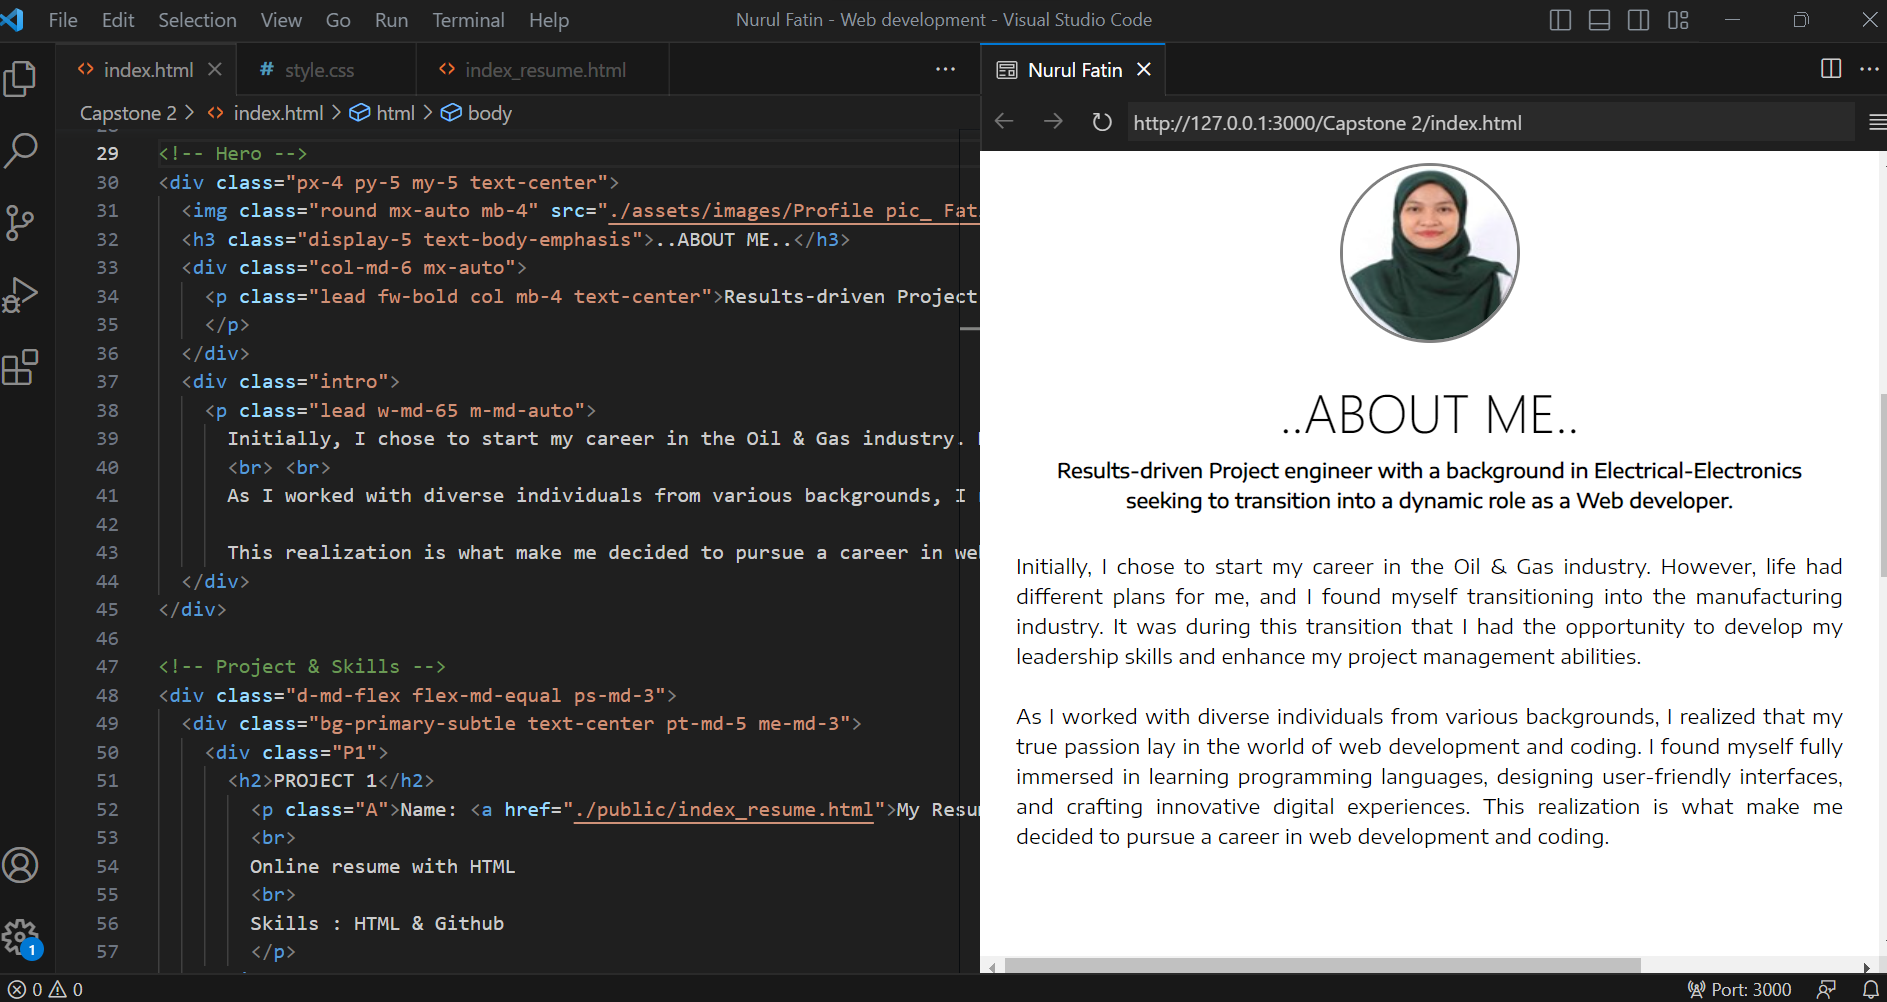 File Edit Selection View Go Run Terminal Help
Nurul Fatin - Web development - Visual Studio Code
index.html
style.css
index_resume.html
Nurul Fatin
Capstone 2 > index.html > html > body
http://127.0.0.1:3000/Capstone 2/index.html
29 <!-- Hero -->
30 <div class="px-4 py-5 my-5 text-center">
31 <img class="round mx-auto mb-4" src="./assets/images/Profile pic_ Fat
32 <h3 class="display-5 text-body-emphasis">..ABOUT ME..</h3>
33 <div class="col-md-6 mx-auto">
34 <p class="lead fw-bold col mb-4 text-center">Results-driven Project
35 </p>
36 </div>
37 <div class="intro">
38 <p class="lead w-md-65 m-md-auto">
39 Initially, I chose to start my career in the Oil & Gas industry.
40 <br> <br>
41 As I worked with diverse individuals from various backgrounds, I
42
43 This realization is what make me decided to pursue a career in we
44 </div>
45 </div>
46
47 <!-- Project & Skills -->
48 <div class="d-md-flex flex-md-equal ps-md-3">
49 <div class="bg-primary-subtle text-center pt-md-5 me-md-3">
50 <div class="P1">
51 <h2>PROJECT 1</h2>
52 <p class="A">Name: <a href="./public/index_resume.html">My Resu
53 <br>
54 Online resume with HTML
55 <br>
56 Skills : HTML & Github
57 </p>
..ABOUT ME..
Results-driven Project engineer with a background in Electrical-Electronics
seeking to transition into a dynamic role as a Web developer.
Initially, I chose to start my career in the Oil & Gas industry. However, life had
different plans for me, and I found myself transitioning into the manufacturing
industry. It was during this transition that I had the opportunity to develop my
leadership skills and enhance my project management abilities.
As I worked with diverse individuals from various backgrounds, I realized that my
true passion lay in the world of web development and coding. I found myself fully
immersed in learning programming languages, designing user-friendly interfaces,
and crafting innovative digital experiences. This realization is what make me
decided to pursue a career in web development and coding.
1
0 0
Port: 3000